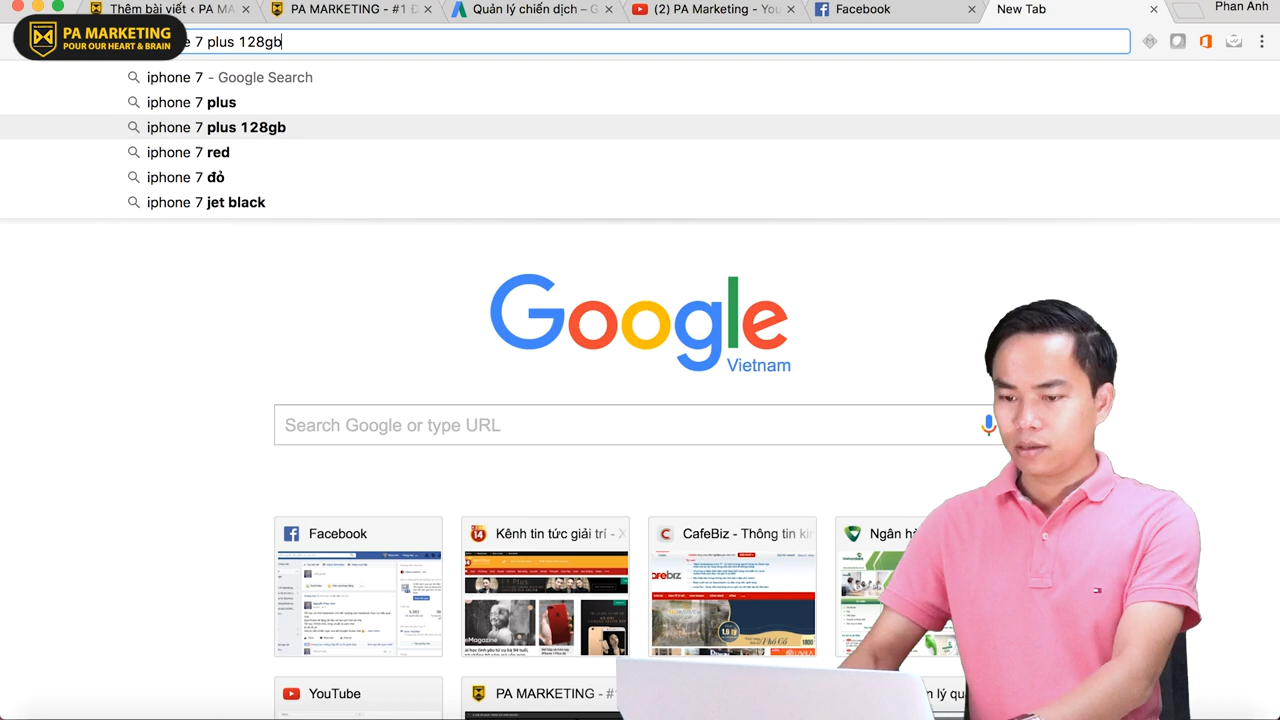 Thêm bài viết ‹ PA MA
PA MARKETING - #1 Đ
Quản lý chiến dịch – G
(2) PA Marketing - You
Facebook
New Tab
Phan Anh
PA MARKETING
POUR OUR HEART & BRAIN
e 7 plus 128gb
iphone 7 - Google Search
iphone 7 plus
iphone 7 plus 128gb
iphone 7 red
iphone 7 đỏ
iphone 7 jet black
Google
Vietnam
Search Google or type URL
Facebook
Kênh tin tức giải trí - X
CafeBiz - Thông tin kin
Ngân h
YouTube
PA MARKETING - #1
n lý qu